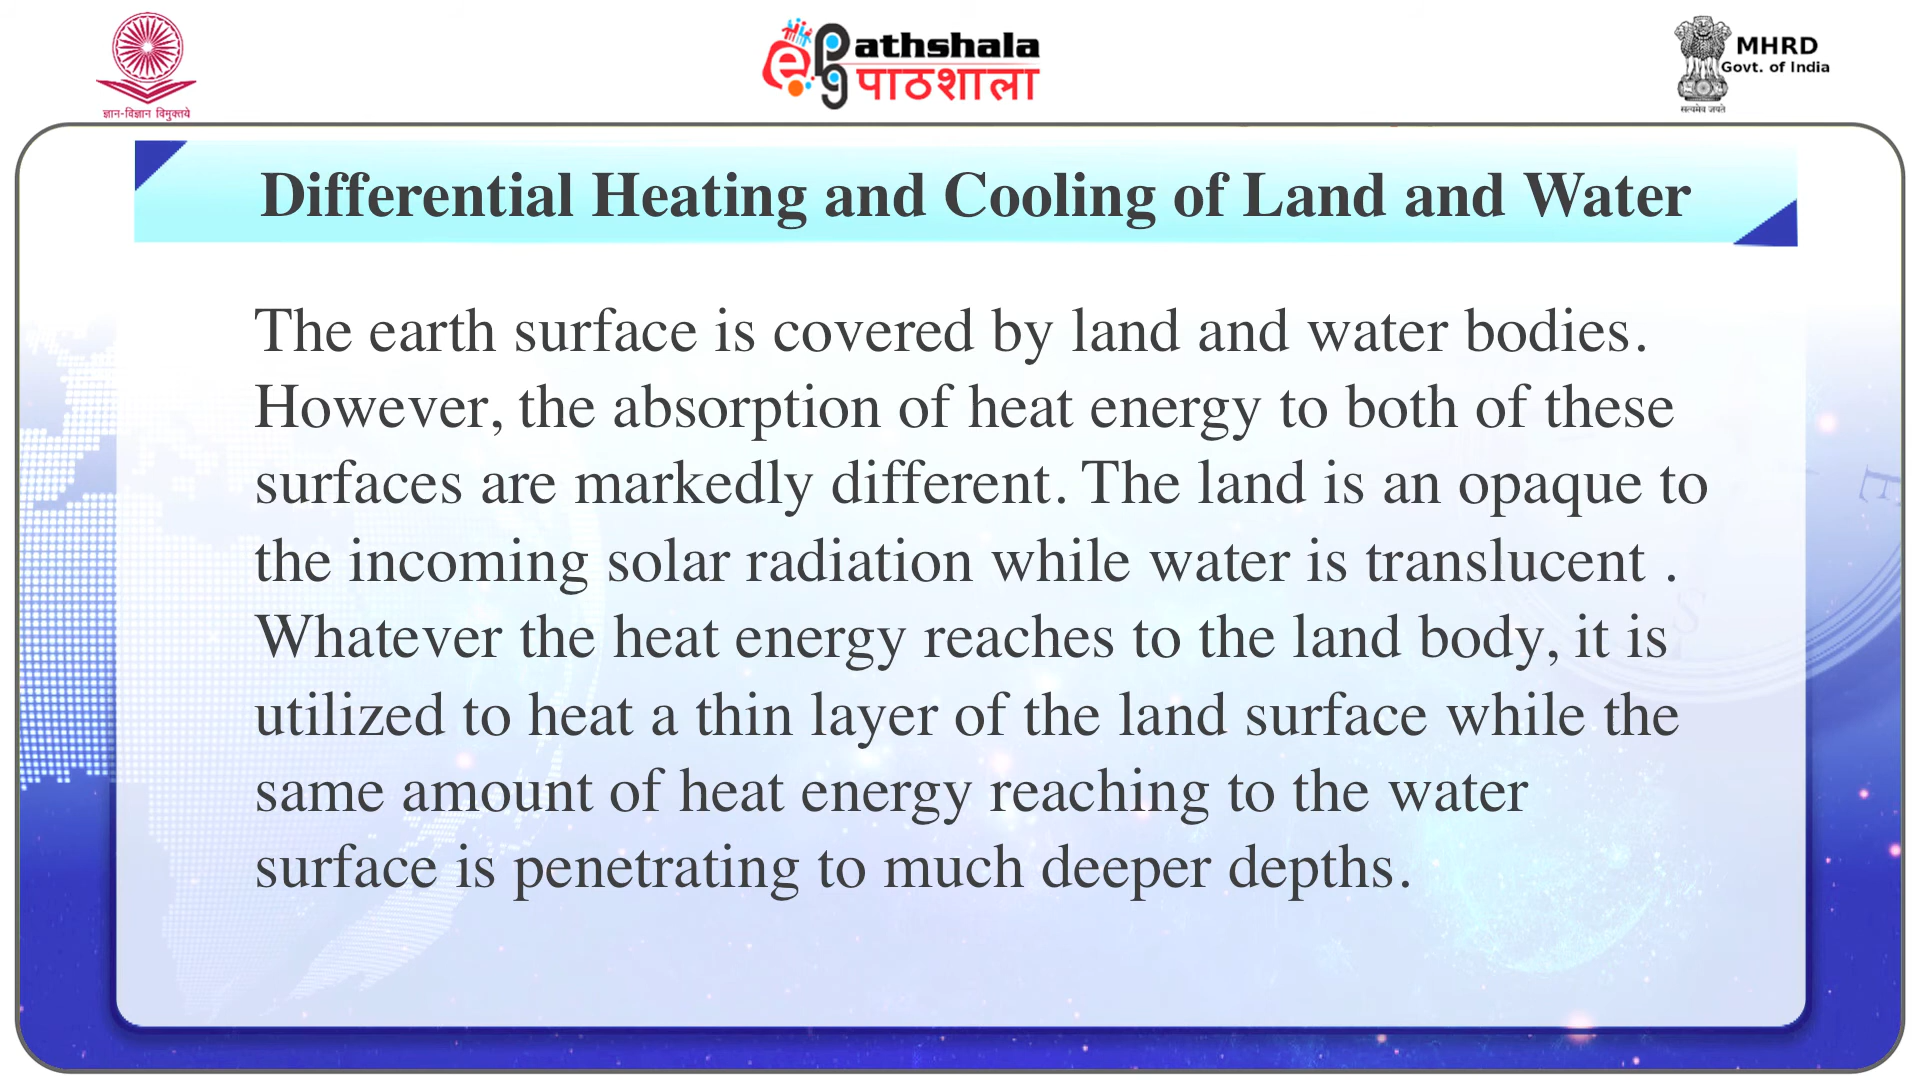 ज्ञान-विज्ञान विमुक्तये
e
pg
athshala
पाठशाला
MHRD
Govt. of India
सत्यमेव जयते
Differential Heating and Cooling of Land and Water
The earth surface is covered by land and water bodies.
However, the absorption of heat energy to both of these
surfaces are markedly different. The land is an opaque to
the incoming solar radiation while water is translucent .
Whatever the heat energy reaches to the land body, it is
utilized to heat a thin layer of the land surface while the
same amount of heat energy reaching to the water
surface is penetrating to much deeper depths.
E
S